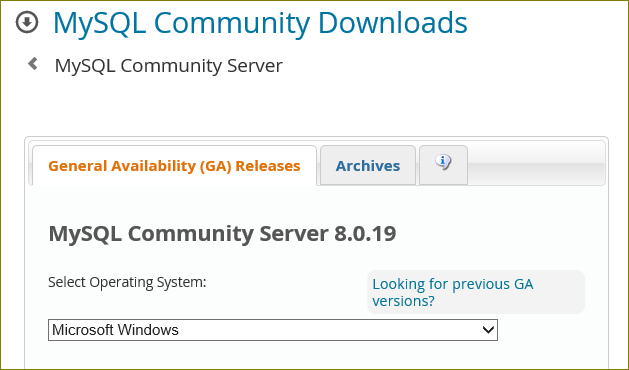 MySQL Community Downloads
MySQL Community Server
General Availability (GA) Releases
Archives
MySQL Community Server 8.0.19
Select Operating System:
Looking for previous GA
versions?
Microsoft Windows